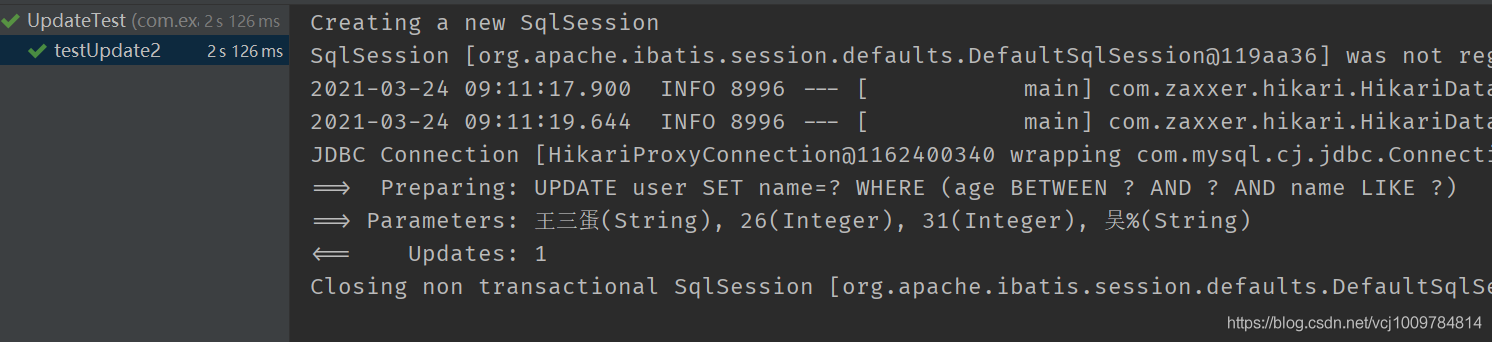 UpdateTest (com.ex 2 s 126 ms
testUpdate2 2 s 126 ms
Creating a new SqlSession
SqlSession [org.apache.ibatis.session.defaults.DefaultSqlSession@119aa36] was not reg
2021-03-24 09:11:17.900  INFO 8996 --- [           main] com.zaxxer.hikari.HikariData
2021-03-24 09:11:19.644  INFO 8996 --- [           main] com.zaxxer.hikari.HikariData
JDBC Connection [HikariProxyConnection@1162400340 wrapping com.mysql.cj.jdbc.Connecti
==>  Preparing: UPDATE user SET name=? WHERE (age BETWEEN ? AND ? AND name LIKE ?)
==> Parameters: 王三蛋(String), 26(Integer), 31(Integer), 吴%(String)
<==    Updates: 1
Closing non transactional SqlSession [org.apache.ibatis.session.defaults.DefaultSqlSe
https://blog.csdn.net/vcj1009784814